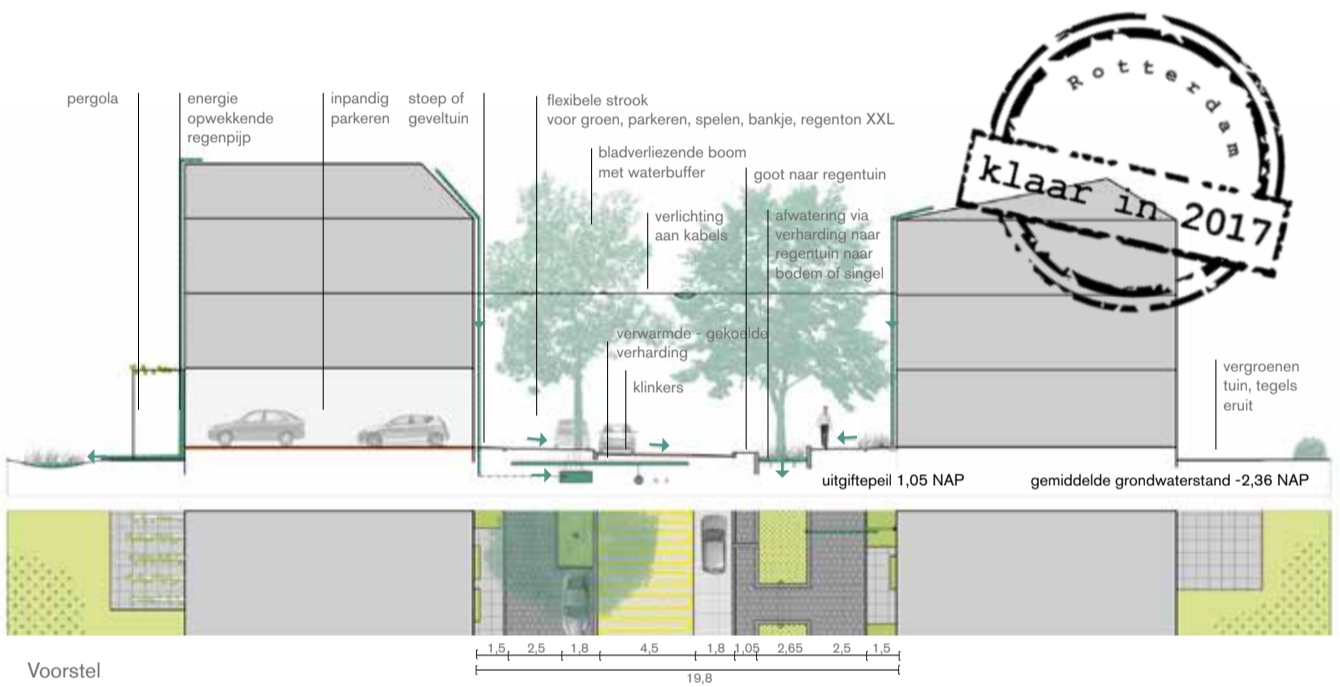 Rotterdam
klaar in 2017
pergola
energie
opwekkende
regenpijp
inpandig
parkeren
stoep of
geveltuin
flexibele strook
voor groen, parkeren, spelen, bankje, regenton XXL
bladverliezende boom
met waterbuffer
goot naar regentuin
verlichting
aan kabels
afwatering via
verharding naar
regentuin naar
bodem of singel
verwarmde - gekoelde
verharding
klinkers
vergroenen
tuin, tegels
eruit
uitgiftepeil 1,05 NAP
gemiddelde grondwaterstand -2,36 NAP
1,5 2,5 1,8 4,5 1,8 1,05 2,65 2,5 1,5
19,8
Voorstel